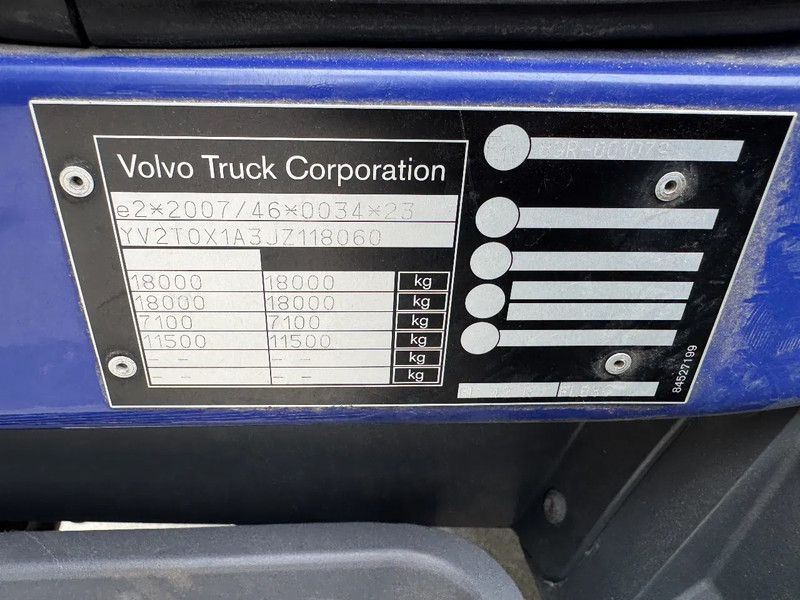 Volvo Truck Corporation
e2*2007/46*0034*23
YV2T0X1A3JZ118060
18000 18000 kg
18000 18000 kg
7100 7100 kg
11500 11500 kg
- - - - kg
- - - - kg
84527199